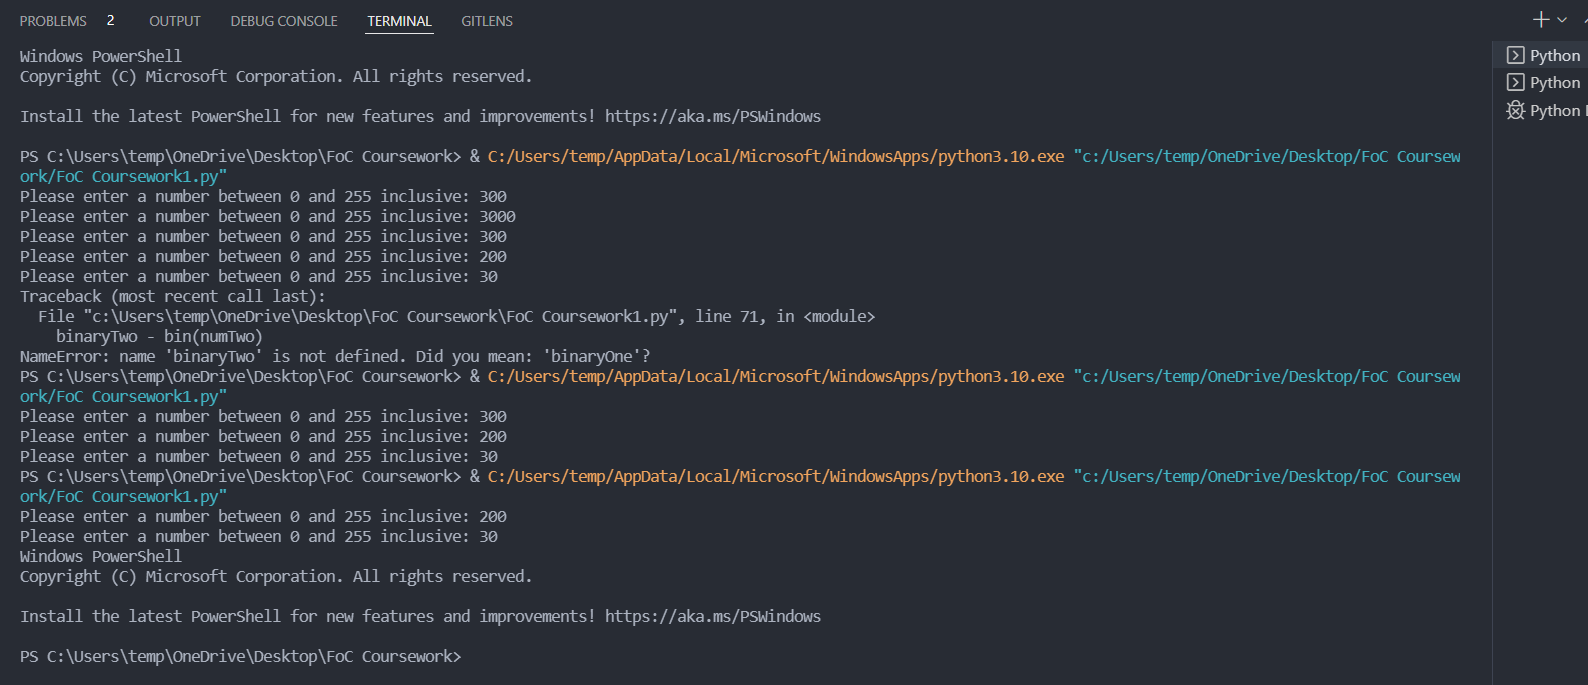 PROBLEMS 2 OUTPUT DEBUG CONSOLE TERMINAL GITLENS
Windows PowerShell
Copyright (C) Microsoft Corporation. All rights reserved.
Install the latest PowerShell for new features and improvements! https://aka.ms/PSWindows
PS C:\Users\temp\OneDrive\Desktop\FoC Coursework> & C:/Users/temp/AppData/Local/Microsoft/WindowsApps/python3.10.exe "c:/Users/temp/OneDrive/Desktop/FoC Coursew
ork/FoC Coursework1.py"
Please enter a number between 0 and 255 inclusive: 300
Please enter a number between 0 and 255 inclusive: 3000
Please enter a number between 0 and 255 inclusive: 300
Please enter a number between 0 and 255 inclusive: 200
Please enter a number between 0 and 255 inclusive: 30
Traceback (most recent call last):
  File "c:\Users\temp\OneDrive\Desktop\FoC Coursework\FoC Coursework1.py", line 71, in <module>
    binaryTwo - bin(numTwo)
NameError: name 'binaryTwo' is not defined. Did you mean: 'binaryOne'?
PS C:\Users\temp\OneDrive\Desktop\FoC Coursework> & C:/Users/temp/AppData/Local/Microsoft/WindowsApps/python3.10.exe "c:/Users/temp/OneDrive/Desktop/FoC Coursew
ork/FoC Coursework1.py"
Please enter a number between 0 and 255 inclusive: 300
Please enter a number between 0 and 255 inclusive: 200
Please enter a number between 0 and 255 inclusive: 30
PS C:\Users\temp\OneDrive\Desktop\FoC Coursework> & C:/Users/temp/AppData/Local/Microsoft/WindowsApps/python3.10.exe "c:/Users/temp/OneDrive/Desktop/FoC Coursew
ork/FoC Coursework1.py"
Please enter a number between 0 and 255 inclusive: 200
Please enter a number between 0 and 255 inclusive: 30
Windows PowerShell
Copyright (C) Microsoft Corporation. All rights reserved.
Install the latest PowerShell for new features and improvements! https://aka.ms/PSWindows
PS C:\Users\temp\OneDrive\Desktop\FoC Coursework>
Python
Python
Python